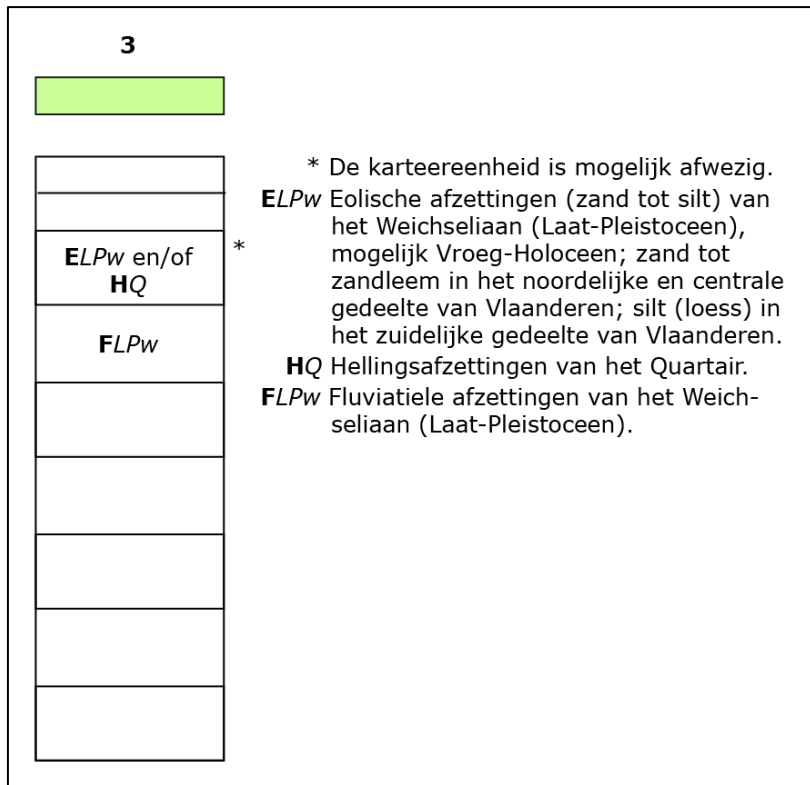 3
* De karteereenheid is mogelijk afwezig.
ELPw Eolische afzettingen (zand tot silt) van
het Weichseliaan (Laat-Pleistoceen),
mogelijk Vroeg-Holoceen; zand tot
zandleem in het noordelijke en centrale
gedeelte van Vlaanderen; silt (loess) in
het zuidelijke gedeelte van Vlaanderen.
HQ Hellingsafzettingen van het Quartair.
FLPw Fluviatiele afzettingen van het Weich-
seliaan (Laat-Pleistoceen).
ELPw en/of
HQ
*
FLPw